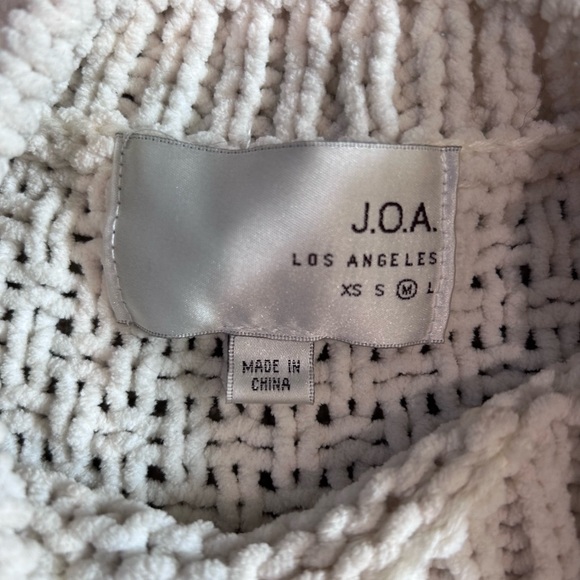 J.O.A.
LOS ANGELES
XS S M L
MADE IN
CHINA